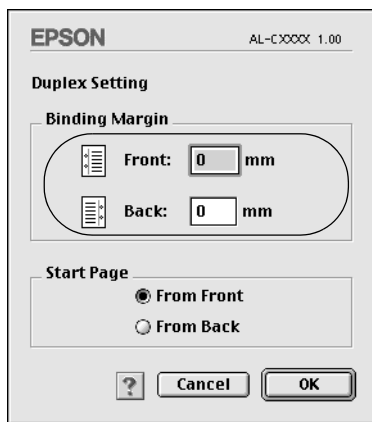 EPSON AL-CXXXX 1.00
Duplex Setting
Binding Margin
Front: 0 mm
Back: 0 mm
Start Page
From Front
From Back
? Cancel OK